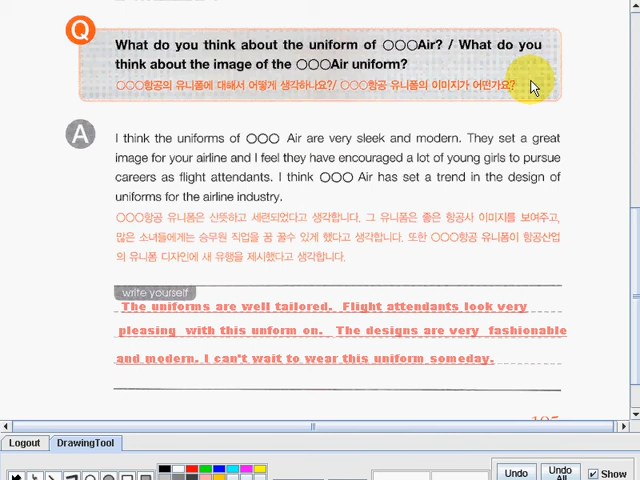 Q
What do you think about the uniform of ○○○Air? / What do you
think about the image of the ○○○Air uniform?
○○○항공의 유니폼에 대해서 어떻게 생각하나요?/ ○○○항공 유니폼의 이미지가 어떤가요?
A
I think the uniforms of ○○○ Air are very sleek and modern. They set a great
image for your airline and I feel they have encouraged a lot of young girls to pursue
careers as flight attendants. I think ○○○ Air has set a trend in the design of
uniforms for the airline industry.
○○○항공 유니폼은 산뜻하고 세련되었다고 생각합니다. 그 유니폼은 좋은 항공사 이미지를 보여주고,
많은 소녀들에게는 승무원 직업을 꿈 꿀수 있게 했다고 생각합니다. 또한 ○○○항공 유니폼이 항공산업
의 유니폼 디자인에 새 유행을 제시했다고 생각합니다.
write yourself
The uniforms are well tailored. Flight attendants look very
pleasing with this unform on. The designs are very fashionable
and modern. I can't wait to wear this uniform someday.
Logout
DrawingTool
Undo
Undo All
Show